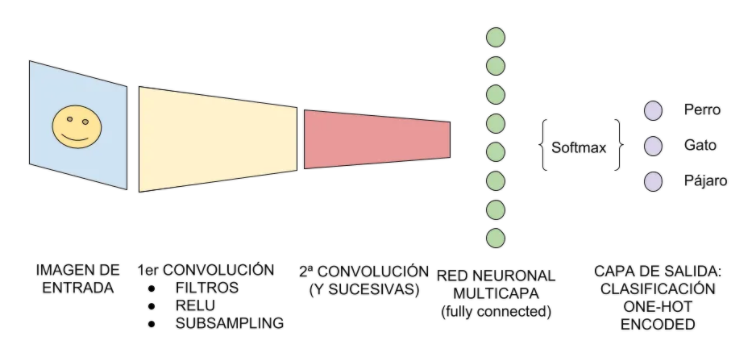 Perro
Softmax
Gato
Pájaro
IMAGEN DE
ENTRADA
1er CONVOLUCIÓN
● FILTROS
● RELU
● SUBSAMPLING
2ª CONVOLUCIÓN
(Y SUCESIVAS)
RED NEURONAL
MULTICAPA
(fully connected)
CAPA DE SALIDA:
CLASIFICACIÓN
ONE-HOT
ENCODED